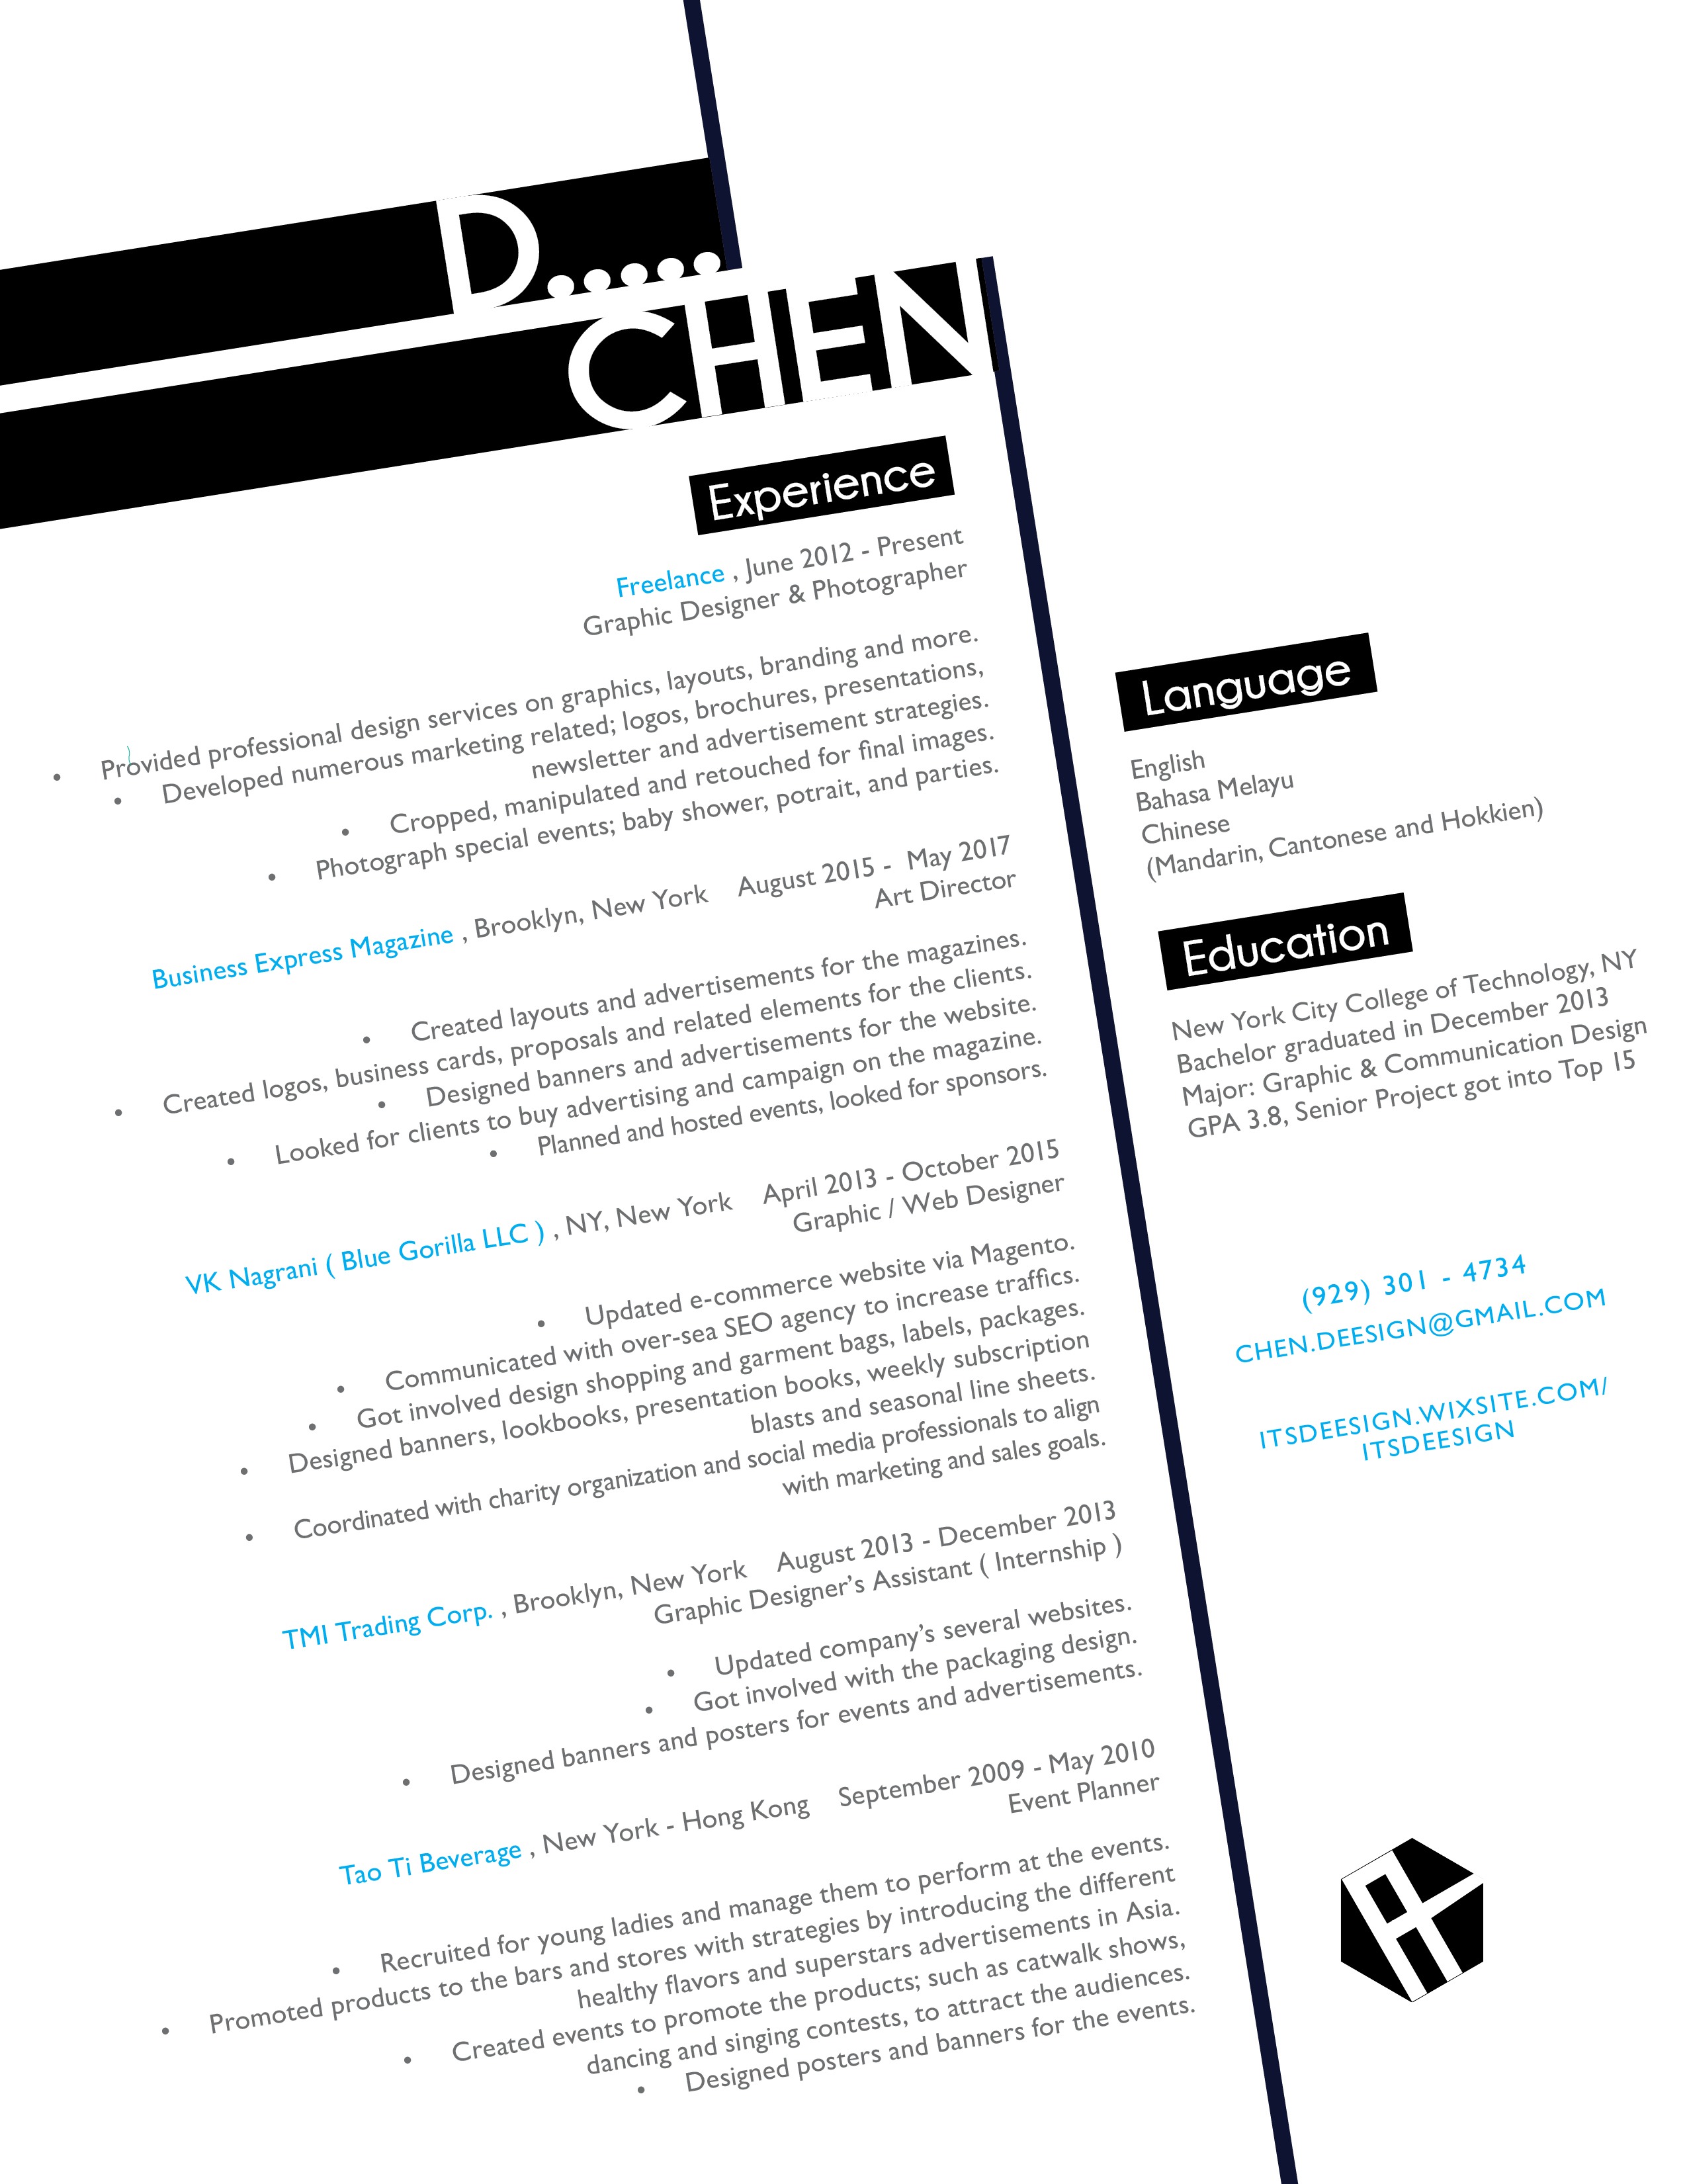 D.....
CHEN
Experience
Freelance , June 2012 - Present
Graphic Designer & Photographer
• Provided professional design services on graphics, layouts, branding and more.
• Developed numerous marketing related; logos, brochures, presentations,
newsletter and advertisement strategies.
• Cropped, manipulated and retouched for final images.
• Photograph special events; baby shower, potrait, and parties.
Business Express Magazine , Brooklyn, New York August 2015 - May 2017
Art Director
• Created layouts and advertisements for the magazines.
• Created logos, business cards, proposals and related elements for the clients.
• Designed banners and advertisements for the website.
• Looked for clients to buy advertising and campaign on the magazine.
• Planned and hosted events, looked for sponsors.
VK Nagrani ( Blue Gorilla LLC ) , NY, New York April 2013 - October 2015
Graphic / Web Designer
• Updated e-commerce website via Magento.
• Communicated with over-sea SEO agency to increase traffics.
• Got involved design shopping and garment bags, labels, packages.
• Designed banners, lookbooks, presentation books, weekly subscription
blasts and seasonal line sheets.
• Coordinated with charity organization and social media professionals to align
with marketing and sales goals.
TMI Trading Corp. , Brooklyn, New York August 2013 - December 2013
Graphic Designer’s Assistant ( Internship )
• Updated company’s several websites.
• Got involved with the packaging design.
• Designed banners and posters for events and advertisements.
Tao Ti Beverage , New York - Hong Kong September 2009 - May 2010
Event Planner
• Recruited for young ladies and manage them to perform at the events.
• Promoted products to the bars and stores with strategies by introducing the different
healthy flavors and superstars advertisements in Asia.
• Created events to promote the products; such as catwalk shows,
dancing and singing contests, to attract the audiences.
• Designed posters and banners for the events.
Language
English
Bahasa Melayu
Chinese
(Mandarin, Cantonese and Hokkien)
Education
New York City College of Technology, NY
Bachelor graduated in December 2013
Major: Graphic & Communication Design
GPA 3.8, Senior Project got into Top 15
(929) 301 - 4734
CHEN.DEESIGN@GMAIL.COM
ITSDEESIGN.WIXSITE.COM/
ITSDEESIGN